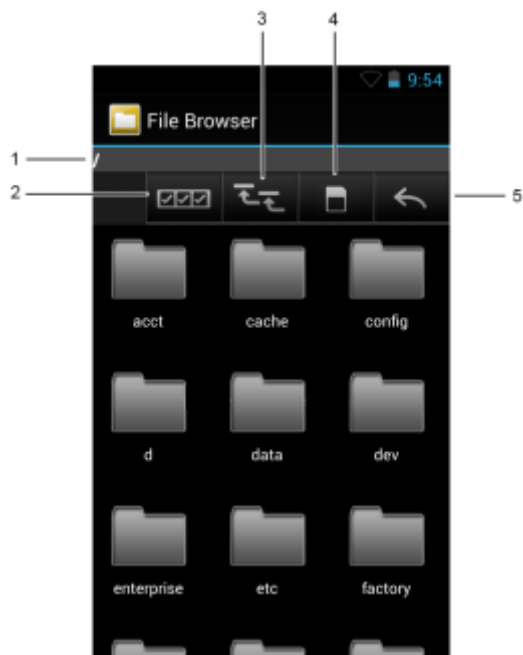 3
4
9:54
File Browser
1
/
2
5
acct
cache
config
d
data
dev
enterprise
etc
factory